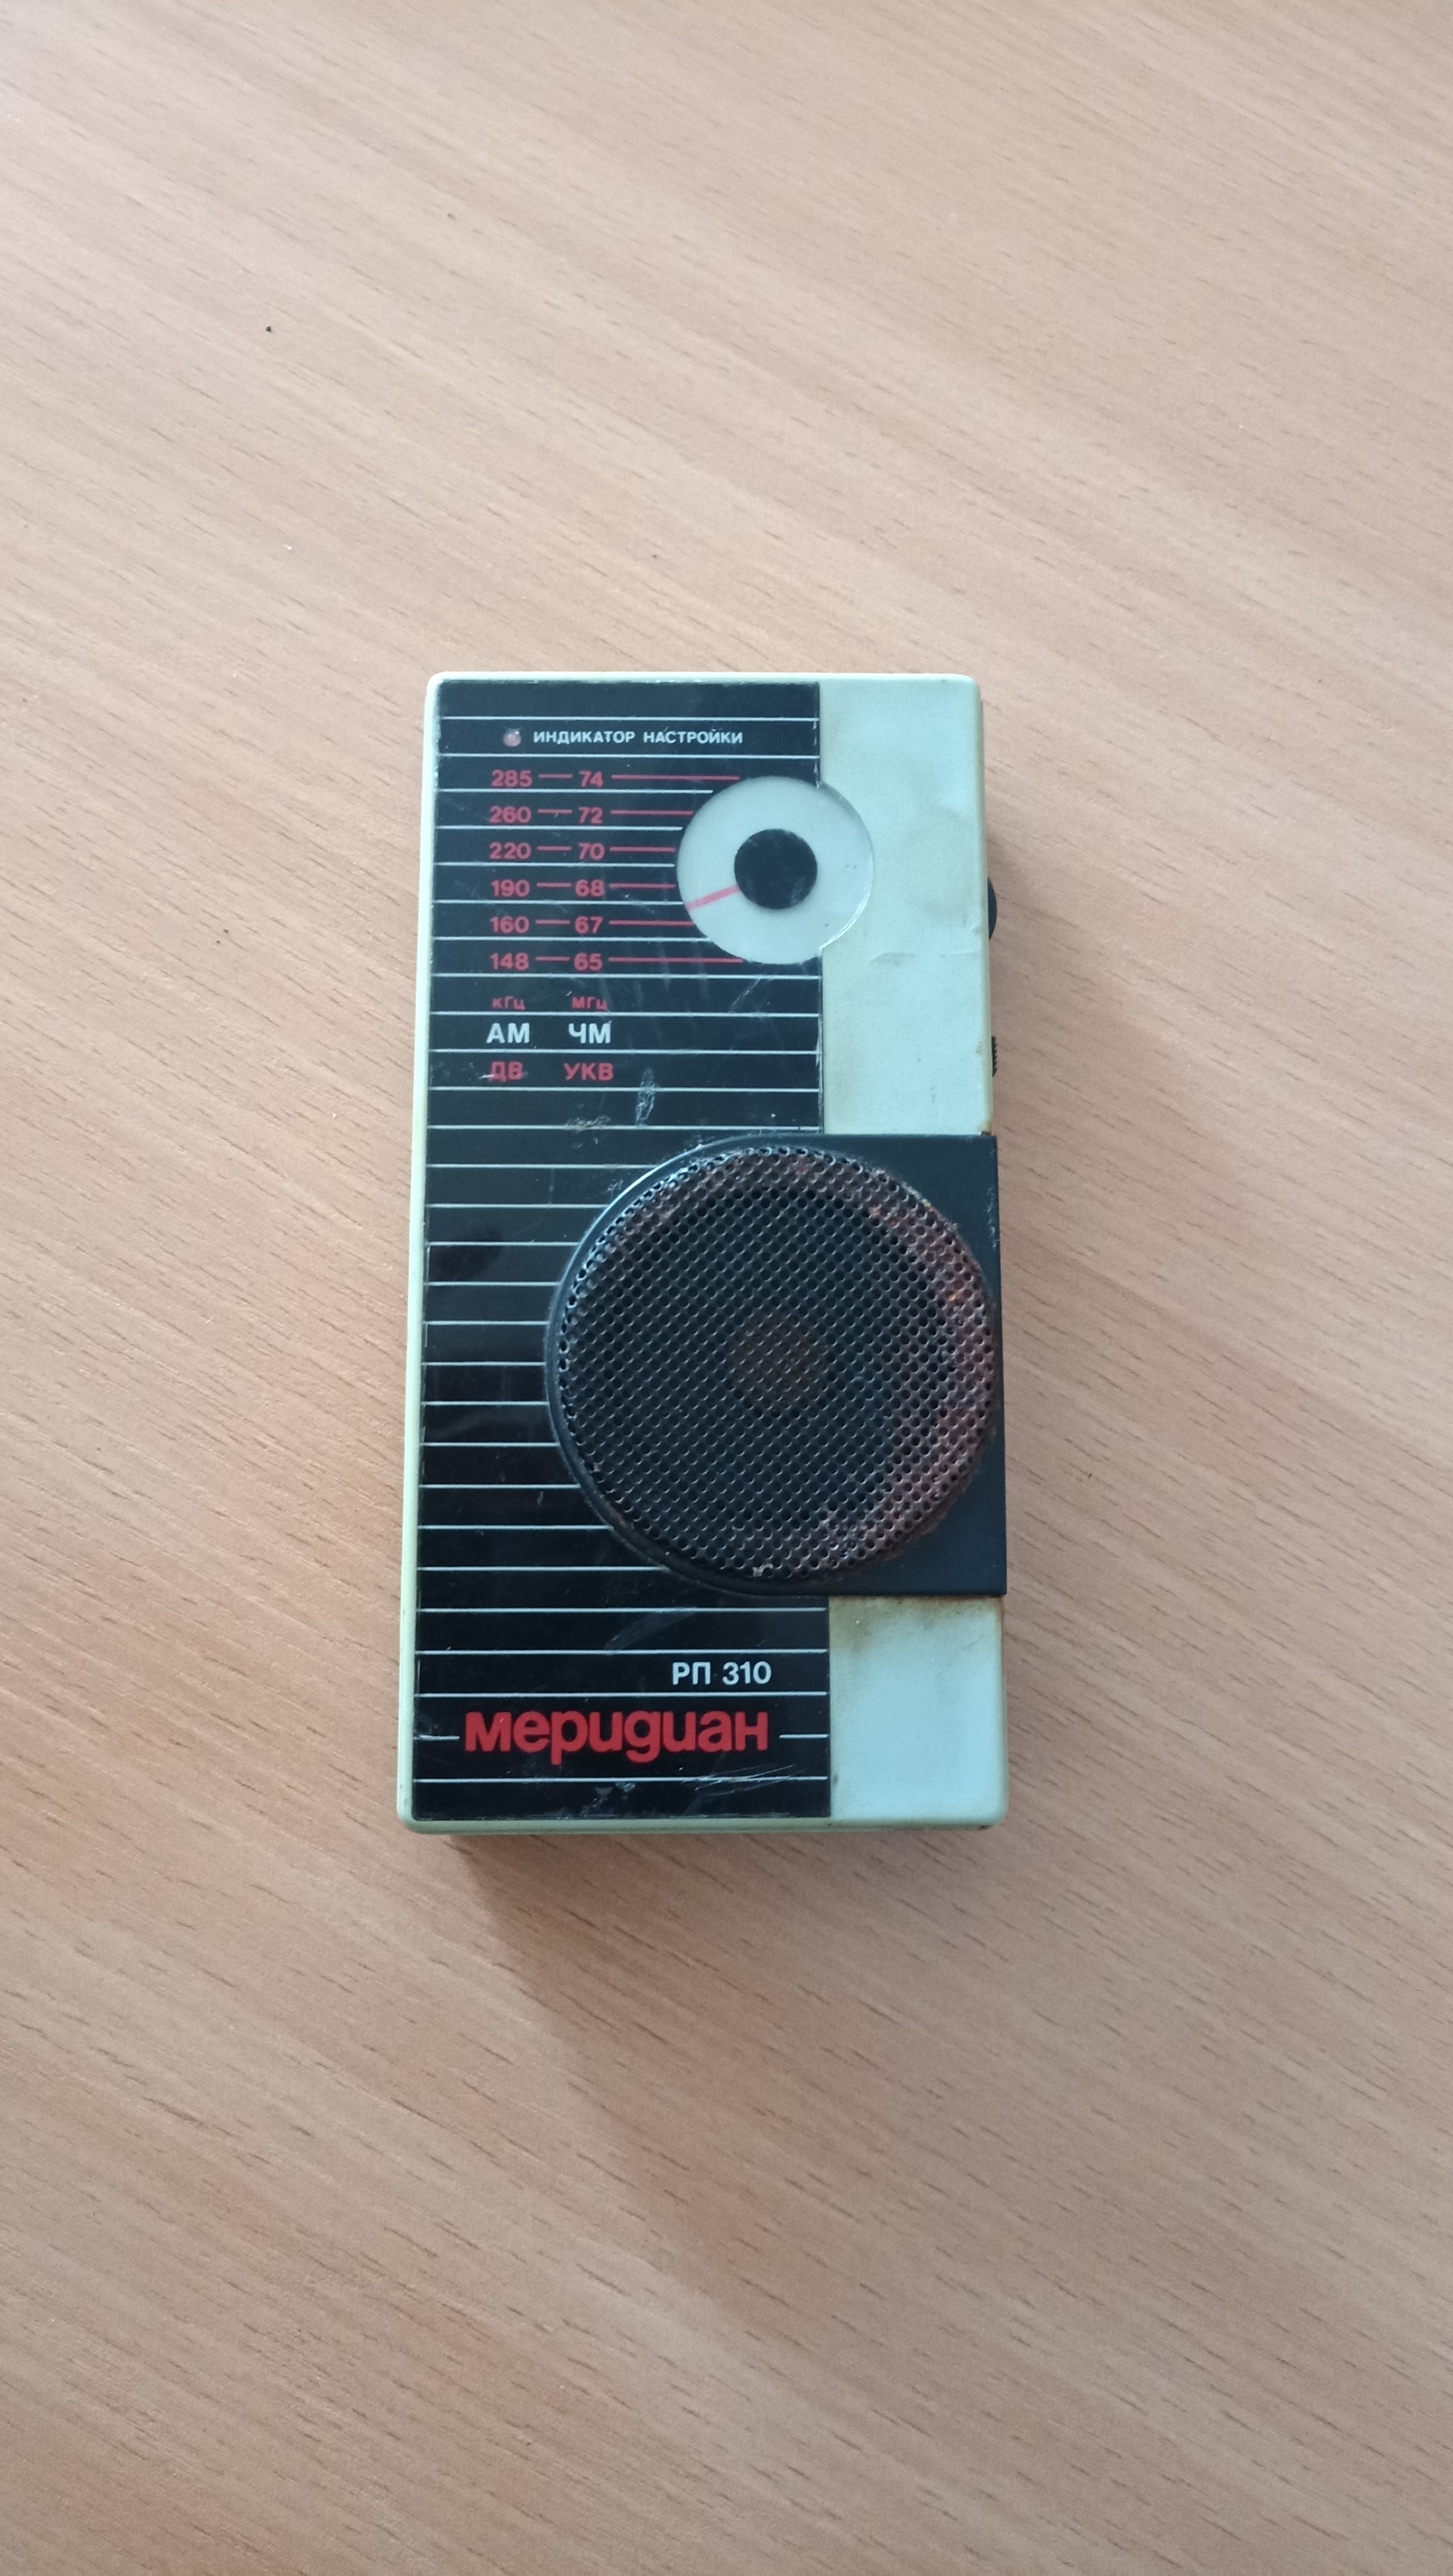 ИНДИКАТОР НАСТРОЙКИ
285 74
260 72
220 70
190 68
160 67
148 65
кГц МГц
АМ ЧМ
ДВ УКВ
РП 310
меридиан